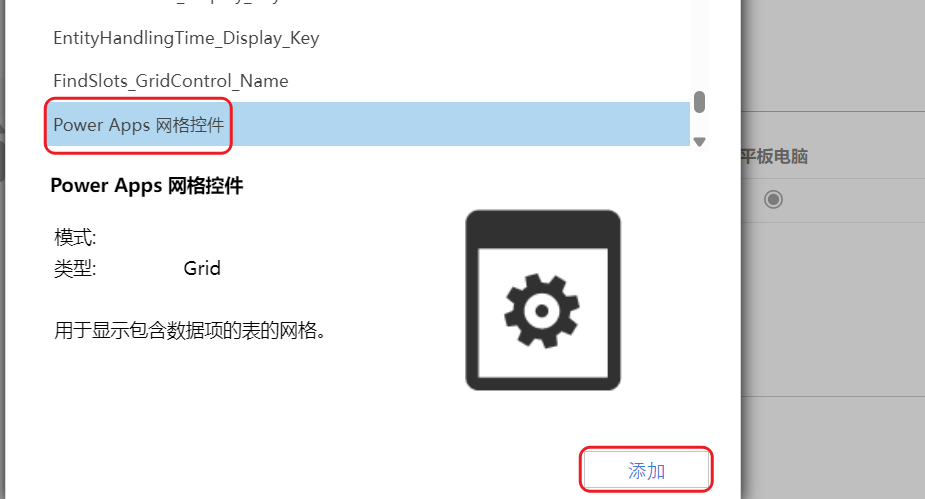 EntityHandlingTime_Display_Key
FindSlots_GridControl_Name
Power Apps 网格控件
平板电脑
Power Apps 网格控件
模式:
类型: Grid
用于显示包含数据项的表的网格。
添加